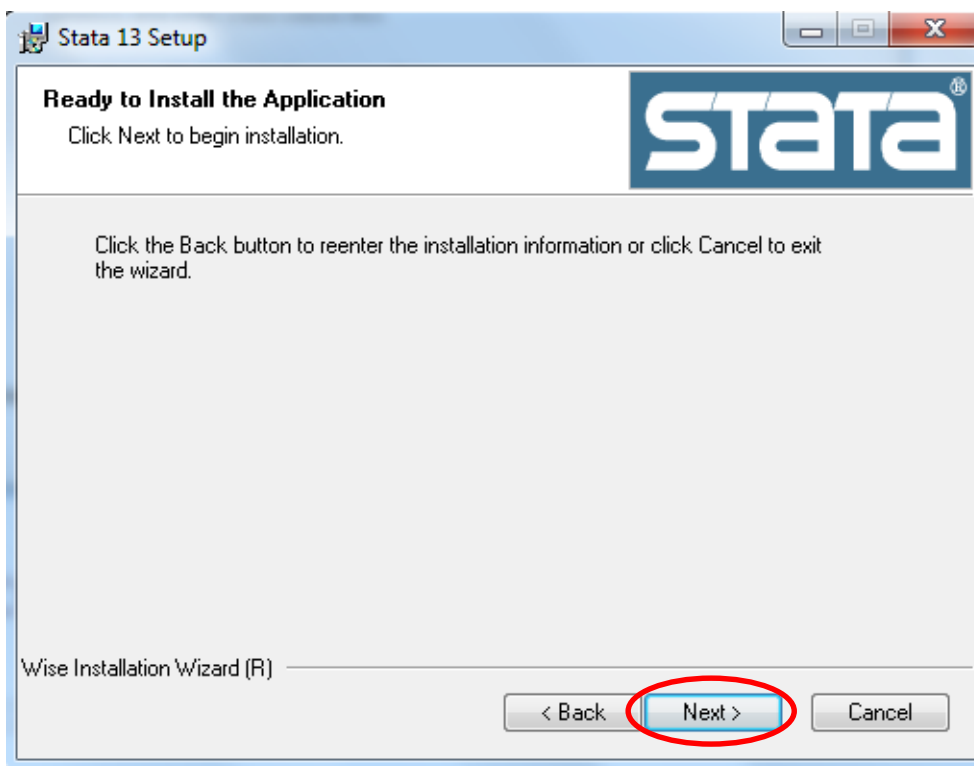 Stata 13 Setup
Ready to Install the Application
Click Next to begin installation.
STATA®
Click the Back button to reenter the installation information or click Cancel to exit
the wizard.
Wise Installation Wizard (R)
< Back Next > Cancel